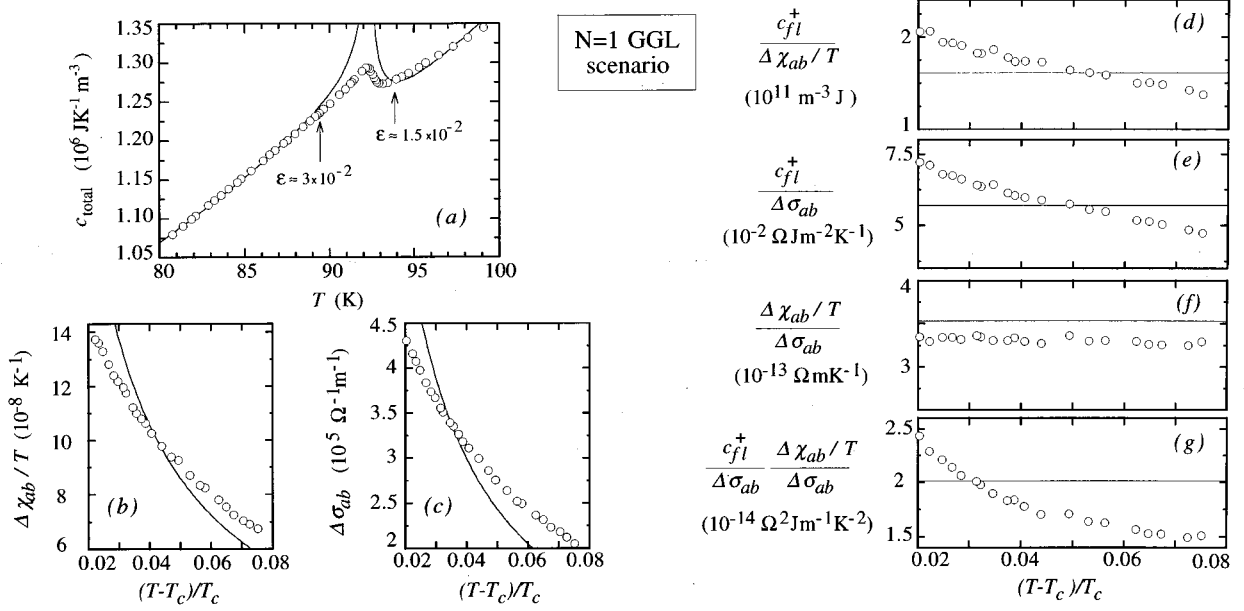 1.35
1.30
1.25
1.20
1.15
1.10
1.05
c_total (10^6 JK^-1 m^-3)
ε≈3×10^-2
ε≈1.5×10^-2
(a)
80 85 90 95 100
T (K)
N=1 GGL
scenario
14
12
10
8
6
Δχ_ab / T (10^-8 K^-1)
(b)
0.02 0.04 0.06 0.08
(T-T_c)/T_c
4.5
4
3.5
3
2.5
2
Δσ_ab (10^5 Ω^-1m^-1)
(c)
0.02 0.04 0.06 0.08
(T-T_c)/T_c
c_fl^+
Δχ_ab / T
(10^11 m^-3 J)
2
1
(d)
c_fl^+
Δσ_ab
(10^-2 ΩJm^-2K^-1)
7.5
5
(e)
Δχ_ab / T
Δσ_ab
(10^-13 ΩmK^-1)
4
3
(f)
c_fl^+ Δχ_ab / T
Δσ_ab Δσ_ab
(10^-14 Ω^2Jm^-1K^-2)
2.5
2
1.5
(g)
0.02 0.04 0.06 0.08
(T-T_c)/T_c